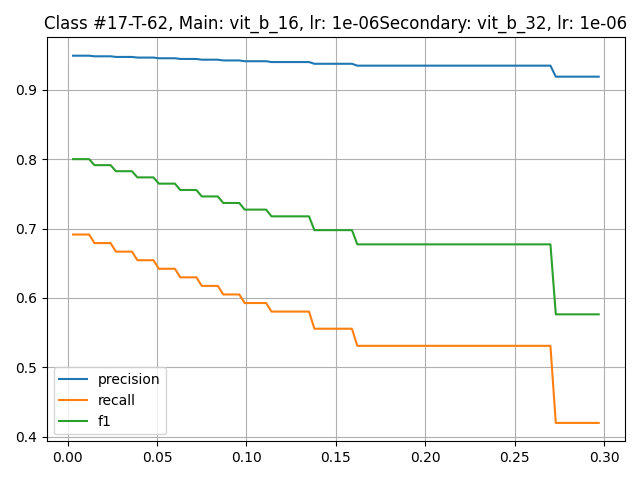 Class #17-T-62, Main: vit_b_16, lr: 1e-06Secondary: vit_b_32, lr: 1e-06
0.9
0.8
0.7
0.6
0.5
0.4
precision
recall
f1
0.00 0.05 0.10 0.15 0.20 0.25 0.30